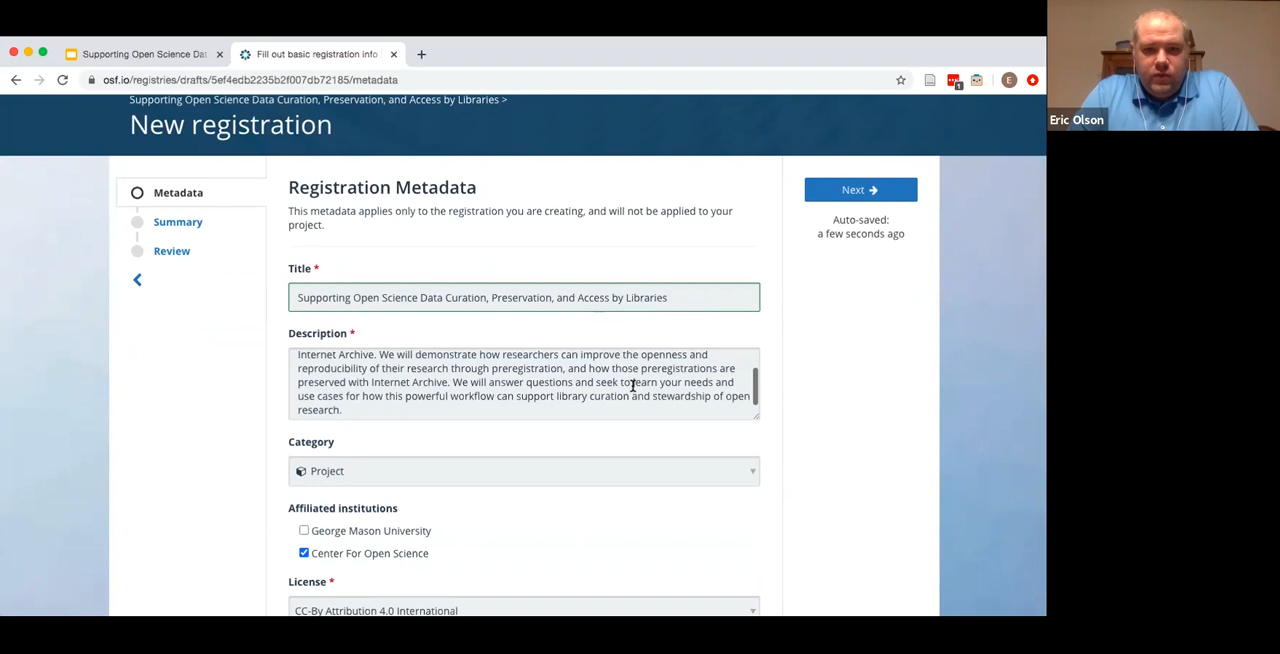 Supporting Open Science Dat
Fill out basic registration info
osf.io/registries/drafts/5ef4edb2235b2f007db72185/metadata
E
1
Eric Olson
Supporting Open Science Data Curation, Preservation, and Access by Libraries >
New registration
Metadata
Summary
Review
Registration Metadata
This metadata applies only to the registration you are creating, and will not be applied to your
project.
Next
Auto-saved:
a few seconds ago
Title *
Supporting Open Science Data Curation, Preservation, and Access by Libraries
Description *
Internet Archive. We will demonstrate how researchers can improve the openness and
reproducibility of their research through preregistration, and how those preregistrations are
preserved with Internet Archive. We will answer questions and seek to learn your needs and
use cases for how this powerful workflow can support library curation and stewardship of open
research.
Category
Project
Affiliated institutions
George Mason University
Center For Open Science
License *
CC-By Attribution 4.0 International